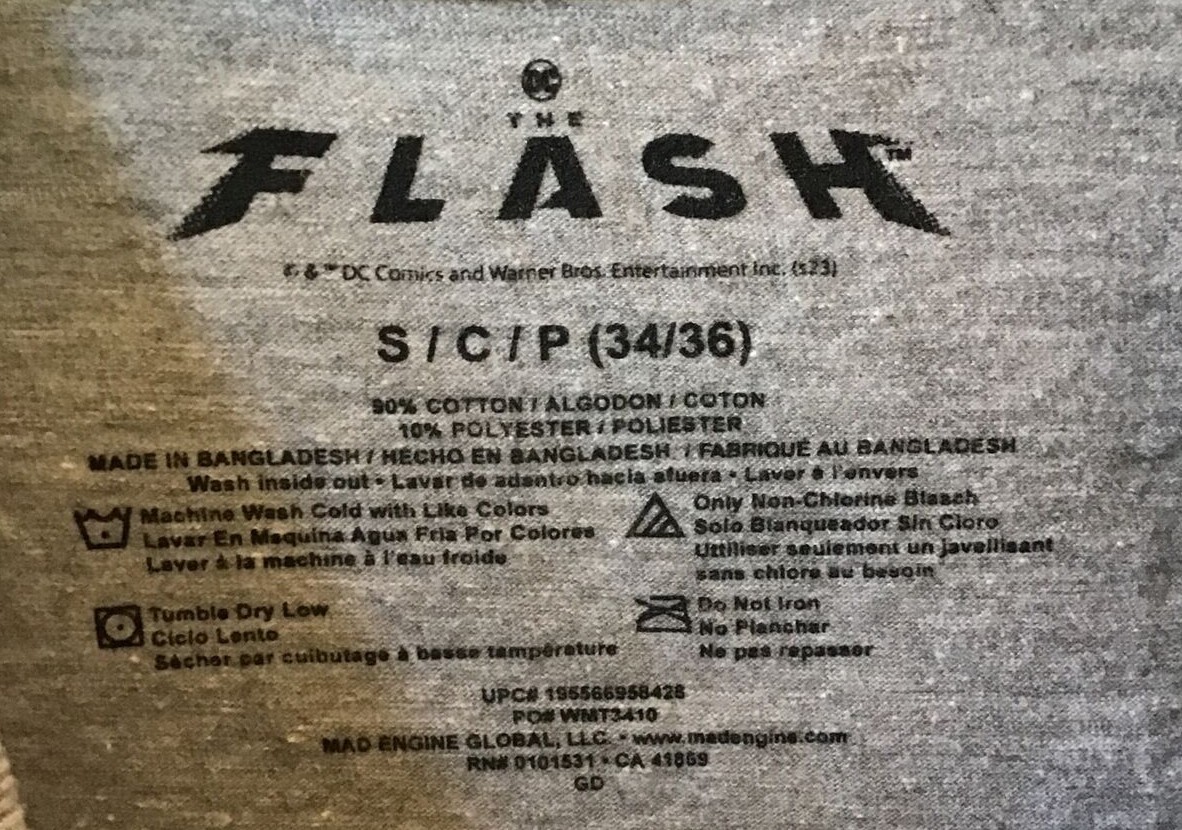 DC
THE
FLASH™
© & ™ DC Comics and Warner Bros. Entertainment Inc. (s23)
S / C / P (34/36)
90% COTTON / ALGODON / COTON
10% POLYESTER / POLIESTER
MADE IN BANGLADESH / HECHO EN BANGLADESH / FABRIQUÉ AU BANGLADESH
Wash inside out • Lavar de adentro hacia afuera • Laver à l'envers
Machine Wash Cold with Like Colors
Lavar En Maquina Agua Fria Por Colores
Laver à la machine à l'eau froide
Only Non-Chlorine Bleach
Solo Blanqueador Sin Cloro
Uttiliser seulement un javellisant
sans chlore au besoin
Tumble Dry Low
Ciclo Lento
Sécher par culbutage à basse température
Do Not Iron
No Planchar
Ne pas repasser
UPC# 195566958428
PO# WMT3410
MAD ENGINE GLOBAL, LLC. • www.madengine.com
RN# 0101531 • CA 41869
GD